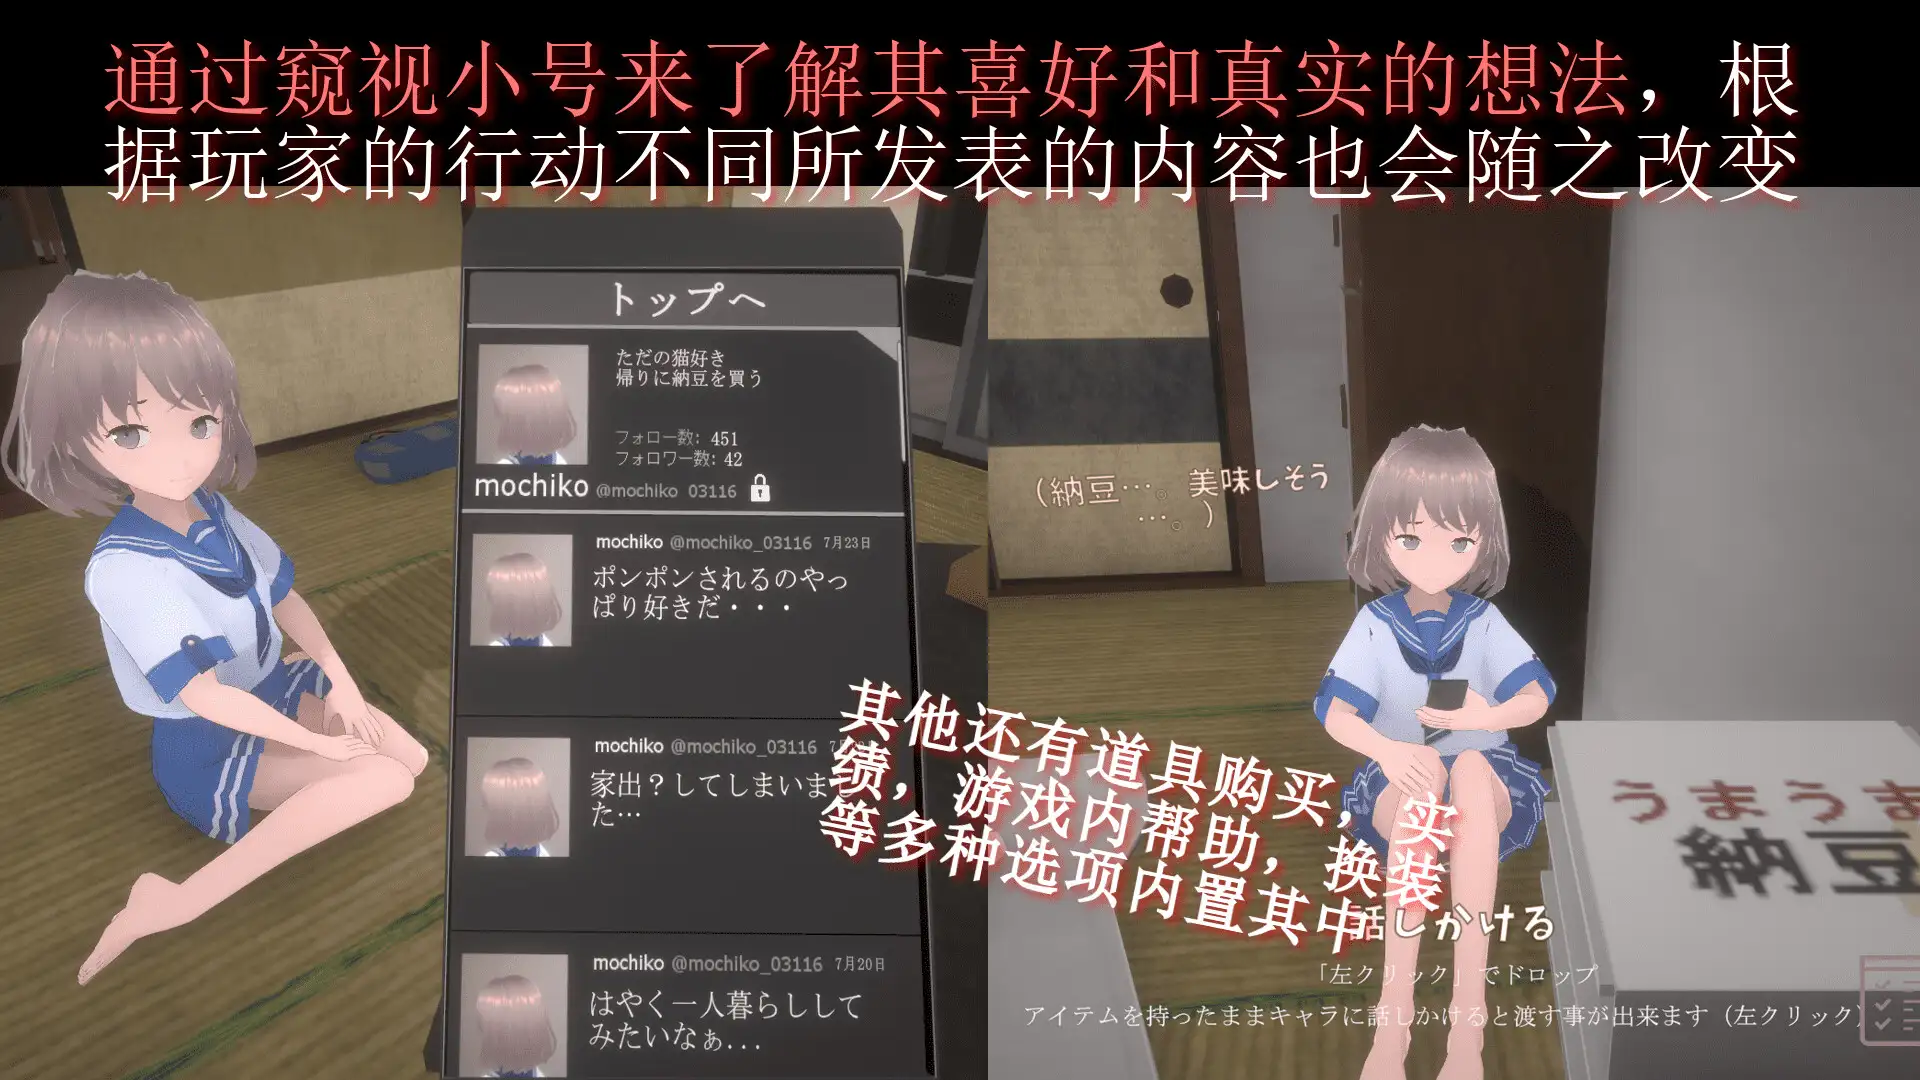 通过窥视小号来了解其喜好和真实的想法，根
据玩家的行动不同所发表的内容也会随之改变
トップへ
ただの猫好き
帰りに納豆を買う
フォロー数: 451
フォロワー数: 42
mochiko @mochiko_03116
mochiko @mochiko_03116 7月23日
ポンポンされるのやっ
ぱり好きだ・・・
mochiko @mochiko_03116
家出？してしまいまし
た…
mochiko @mochiko_03116 7月20日
はやく一人暮らしして
みたいなぁ...
（納豆…。美味しそう
…。）
其他还有道具购买，实
绩，游戏内帮助，换装
等多种选项内置其中
うまうま
納豆
話しかける
「左クリック」でドロップ
アイテムを持ったままキャラに話しかけると渡す事が出来ます（左クリック）